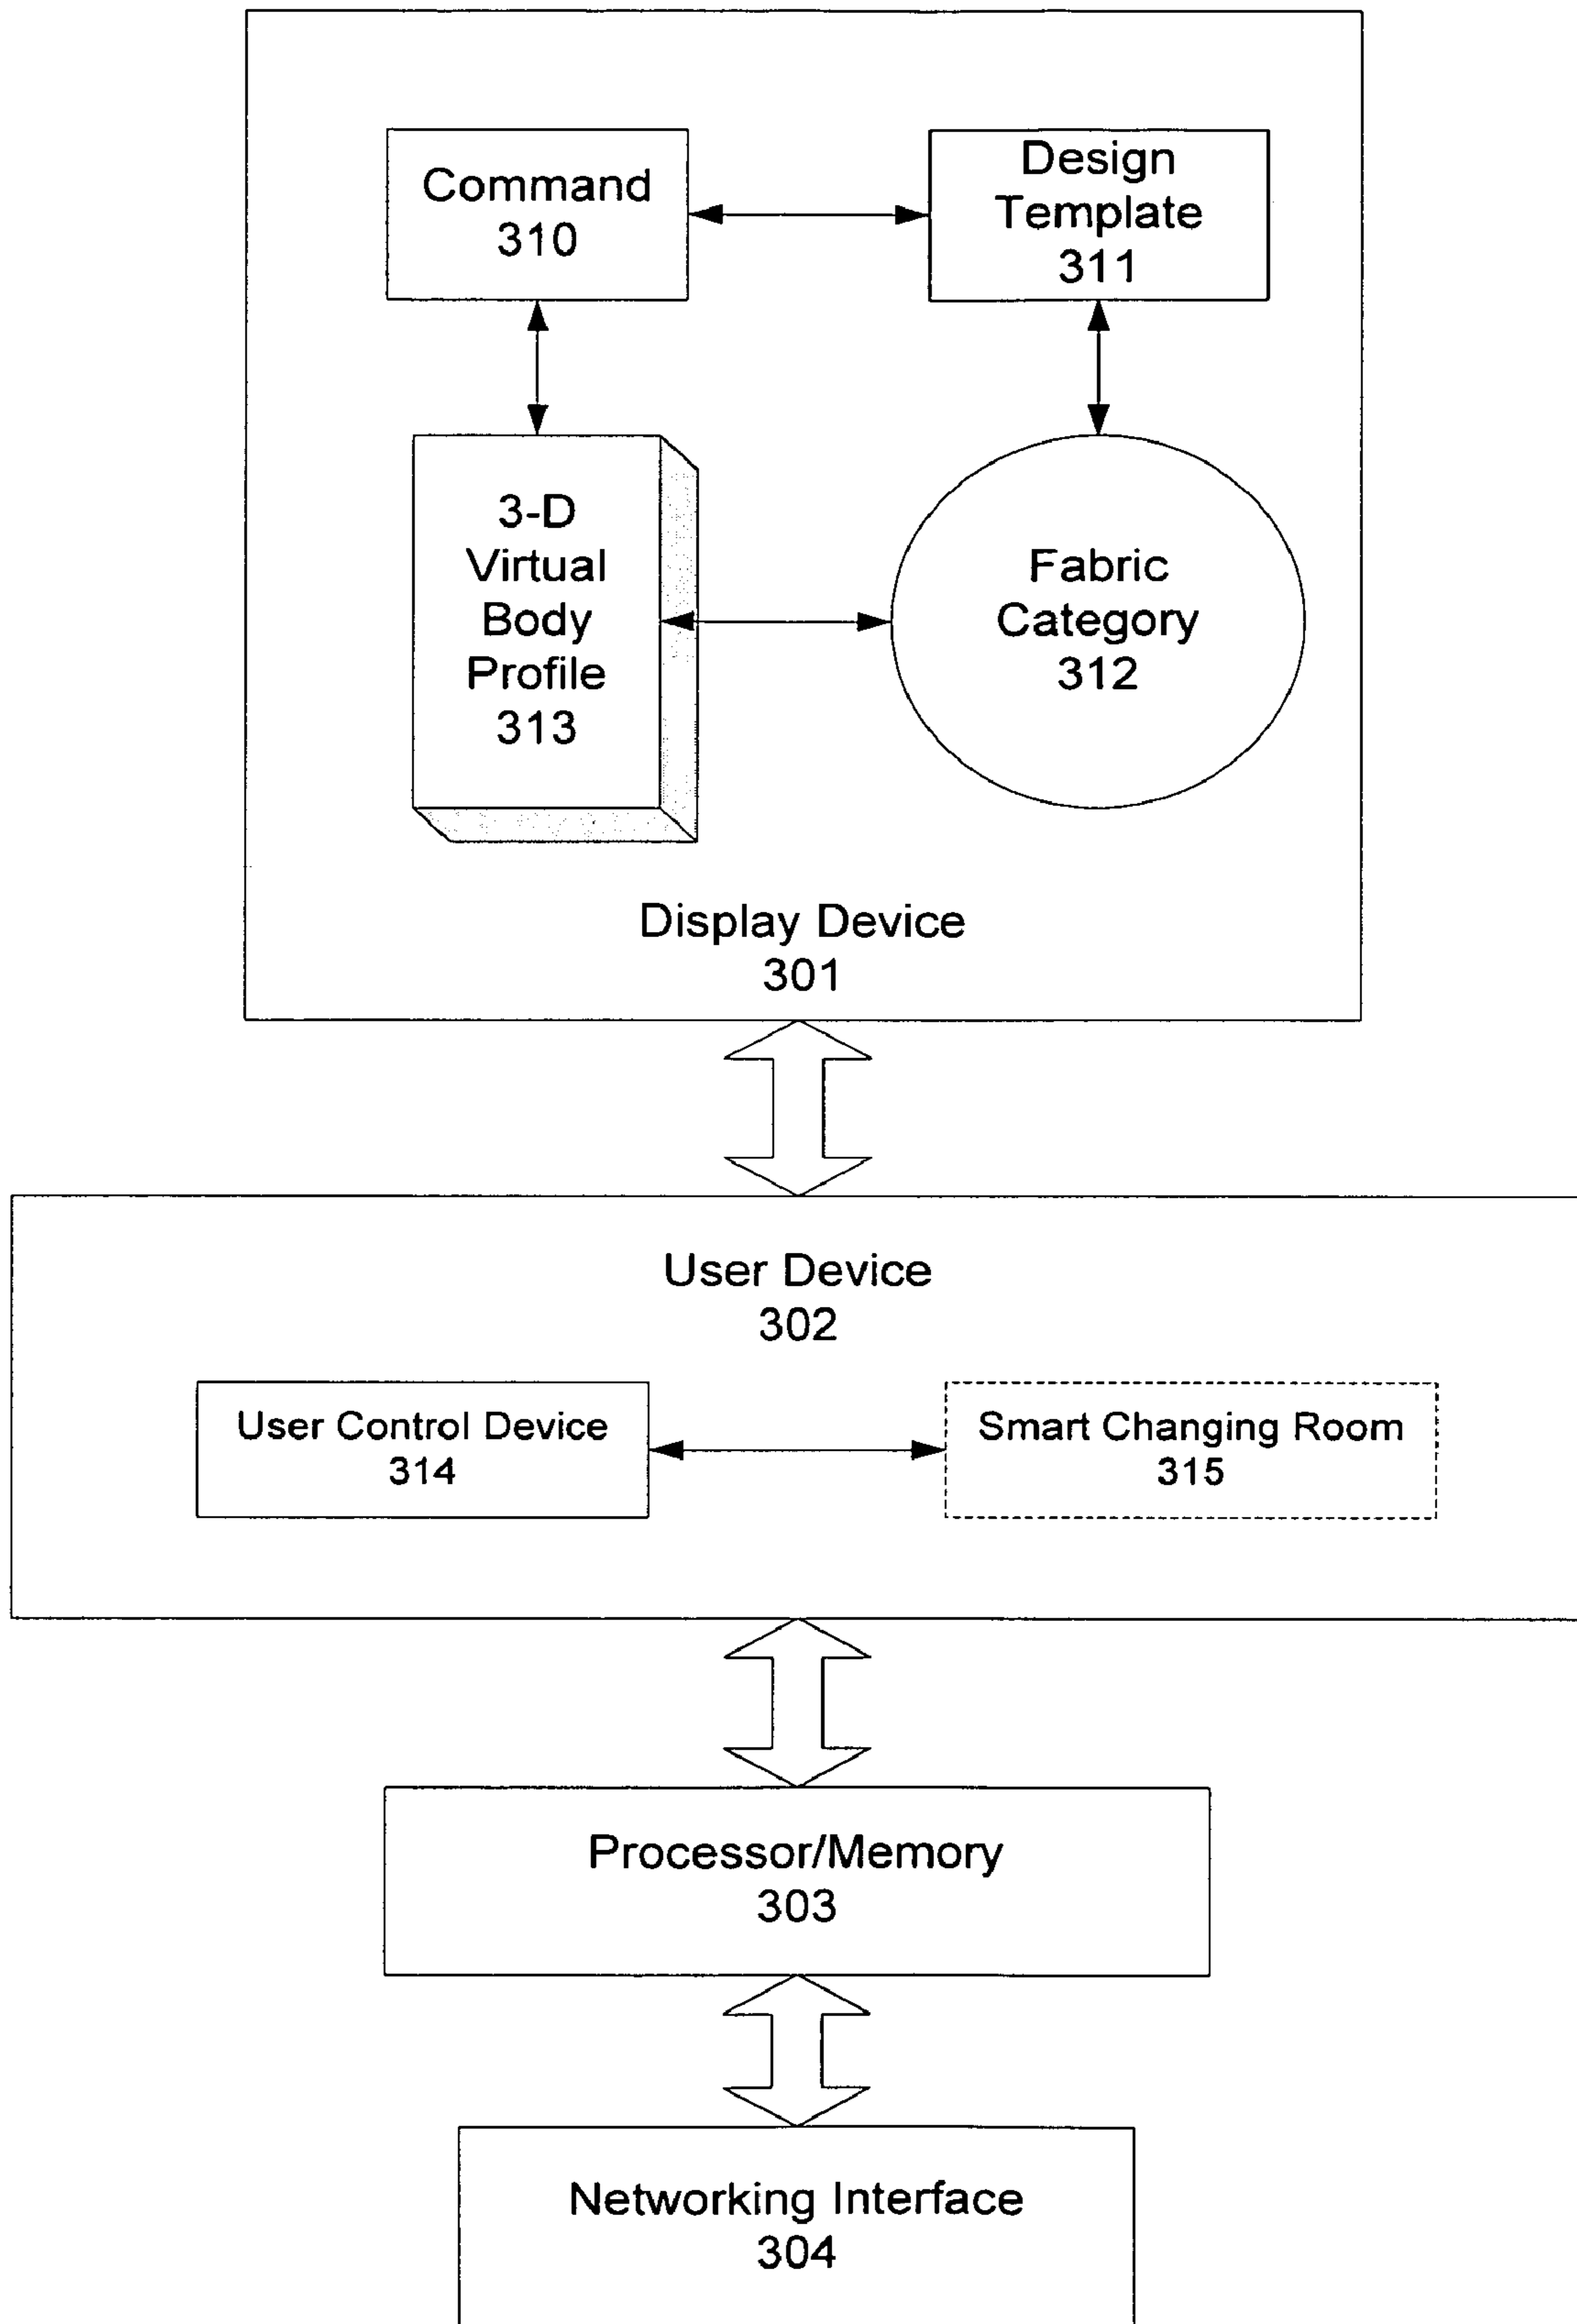 Command
310
Design
Template
311
3-D
Virtual
Body
Profile
313
Fabric
Category
312
Display Device
301
User Device
302
User Control Device
314
Smart Changing Room
315
Processor/Memory
303
Networking Interface
304